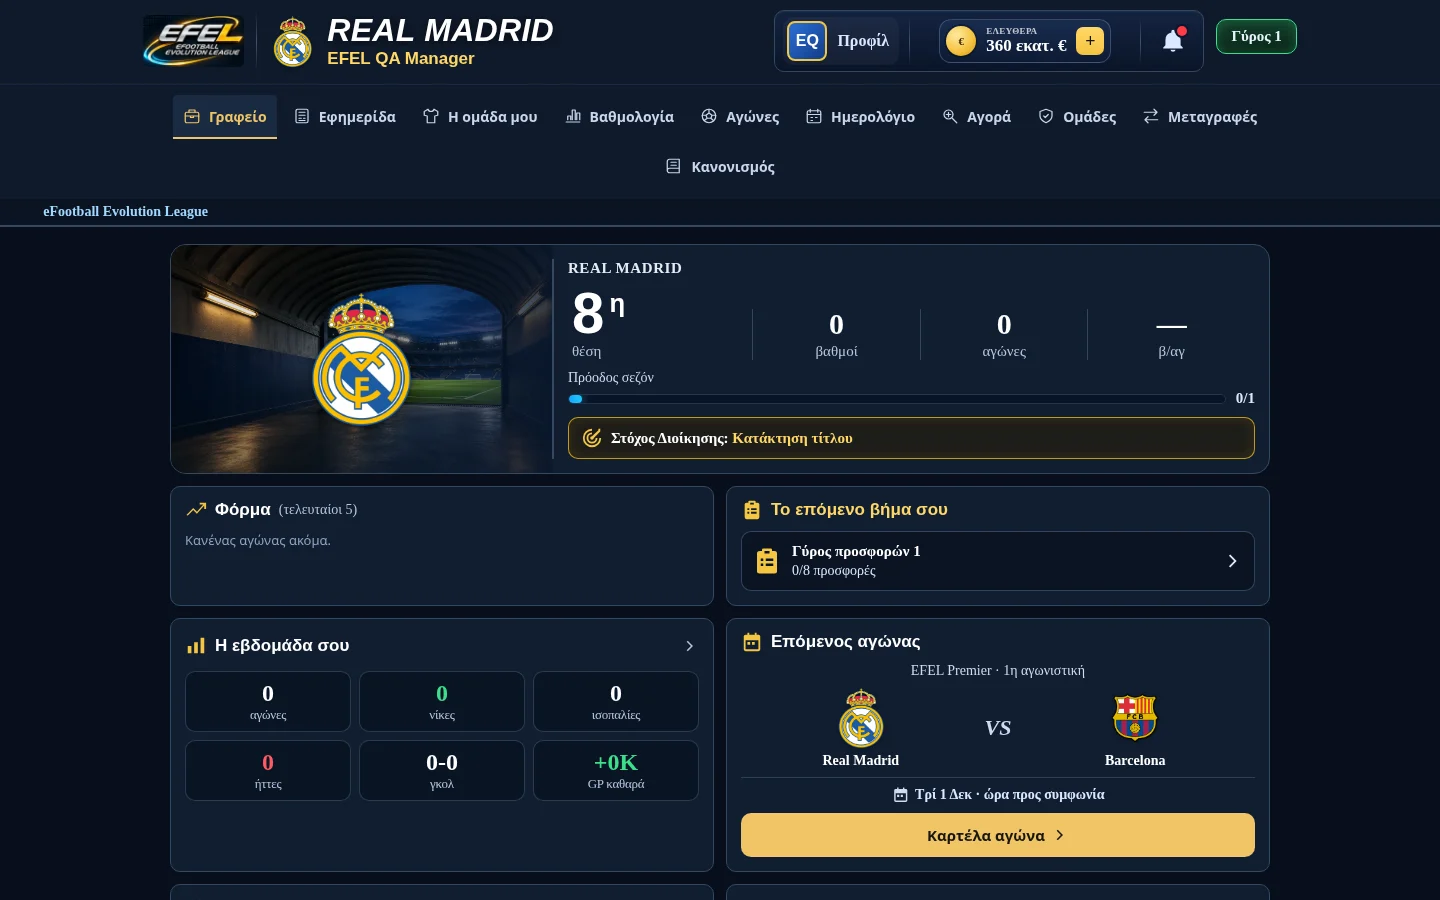 EFEL
EFOOTBALL
EVOLUTION LEAGUE
REAL MADRID
EFEL QA Manager
EQ
Προφίλ
€
ΕΛΕΥΘΕΡΑ
360 εκατ. €
+
Γύρος 1
Γραφείο
Εφημερίδα
Η ομάδα μου
Βαθμολογία
Αγώνες
Ημερολόγιο
Αγορά
Ομάδες
Μεταγραφές
Κανονισμός
eFootball Evolution League
REAL MADRID
8η
θέση
0
βαθμοί
0
αγώνες
—
β/αγ
Πρόοδος σεζόν
0/1
Στόχος Διοίκησης: Κατάκτηση τίτλου
Φόρμα (τελευταίοι 5)
Κανένας αγώνας ακόμα.
Το επόμενο βήμα σου
Γύρος προσφορών 1
0/8 προσφορές
Η εβδομάδα σου
0
αγώνες
0
νίκες
0
ισοπαλίες
0
ήττες
0-0
γκολ
+0K
GP καθαρά
Επόμενος αγώνας
EFEL Premier · 1η αγωνιστική
VS
FCB
Real Madrid
Barcelona
Τρί 1 Δεκ · ώρα προς συμφωνία
Καρτέλα αγώνα